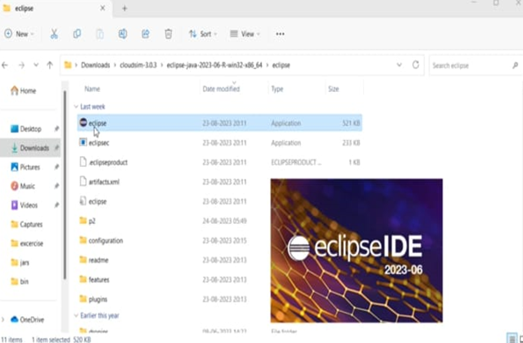 eclipse
New
Sort
View
Downloads > cloudsim-3.0.3 > eclipse-java-2023-06-R-win32-x86_64 > eclipse
Search eclipse
Name Date modified Type Size
Home
Last week
eclipse 23-08-2023 20:11 Application 521 KB
Desktop
eclipsec 23-08-2023 20:11 Application 233 KB
Downloads
.eclipseproduct 23-08-2023 20:11 ECLIPSEPRODUCT ... 1 KB
Pictures
artifacts.xml 23-08-2023 20:11
Music
eclipse 23-08-2023 20:11
Videos
p2 24-08-2023 05:49
Captures
configuration 23-08-2023 20:15
excercise
readme 23-08-2023 20:13
jars
features 23-08-2023 20:13
bin
plugins 23-08-2023 20:13
eclipseIDE
2023-06
Earlier this year
OneDrive
File folder
11 items 1 item selected 520 KB